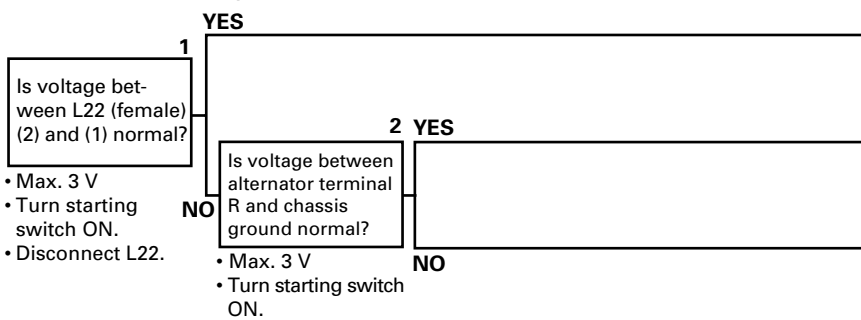 YES
1
Is voltage bet-
ween L22 (female)
(2) and (1) normal?
• Max. 3 V
• Turn starting
switch ON.
• Disconnect L22.
NO
2 YES
Is voltage between
alternator terminal
R and chassis
ground normal?
• Max. 3 V
• Turn starting switch
ON.
NO